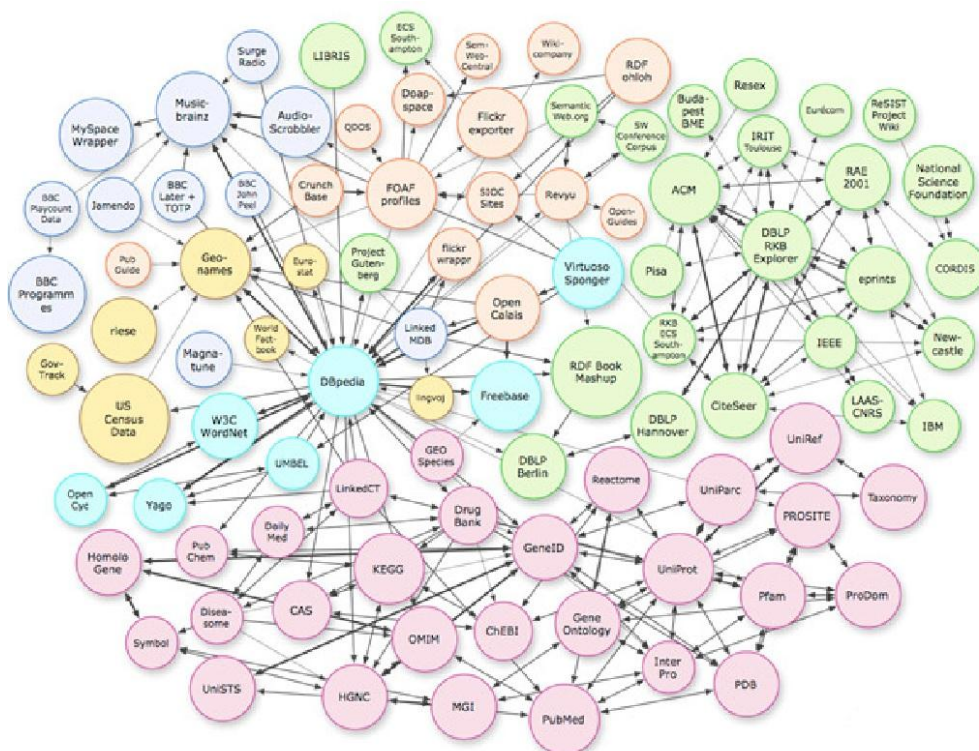 Surge
Radio
LIBRIS
ECS
South-
ampton
Sem-
Web-
Central
Wiki-
company
RDF
ohloh
Music-
brainz
Audio-
Scrobbler
Doap-
space
Flickr
exporter
Semantic
Web.org
SW
Conference
Corpus
Buda-
pest
BME
Resex
Eurécom
ReSIST
Project
Wiki
MySpace
Wrapper
QDOS
IRIT
Toulouse
RAE
2001
National
Science
Foundation
BBC
Playcount
Data
Jamendo
BBC
Later +
TOTP
BBC
John
Peel
Crunch
Base
FOAF
profiles
SIOC
Sites
Revyu
Open-
Guides
ACM
DBLP
RKB
Explorer
Pub
Guide
Geo-
names
Euro-
stat
Project
Guten-
berg
flickr
wrappr
Virtuoso
Sponger
Pisa
eprints
CORDIS
BBC
Programm
es
riese
World
Fact-
book
Linked
MDB
Open
Calais
RKB
ECS
South-
ampton
IEEE
New-
castle
Gov-
Track
Magna-
tune
DBpedia
lingvoj
Freebase
RDF Book
Mashup
CiteSeer
LAAS-
CNRS
IBM
US
Census
Data
W3C
WordNet
DBLP
Hannover
UMBEL
GEO
Species
DBLP
Berlin
UniRef
Open
Cyc
Yago
LinkedCT
Reactome
UniParc
Taxonomy
Drug
Bank
PROSITE
Daily
Med
Pub
Chem
Homolo
Gene
KEGG
GeneID
UniProt
Pfam
ProDom
Disea-
some
CAS
OMIM
ChEBI
Gene
Ontology
Symbol
Inter
Pro
PDB
UniSTS
HGNC
MGI
PubMed